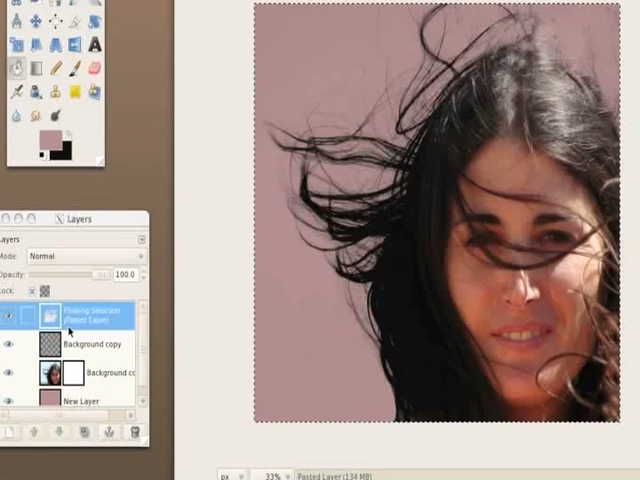 A
Layers
Layers
Mode: Normal
Opacity: 100.0
Lock:
Floating Selection
(Pasted Layer)
Background copy
Background co
New Layer
px 33% Pasted Layer (134 MB)